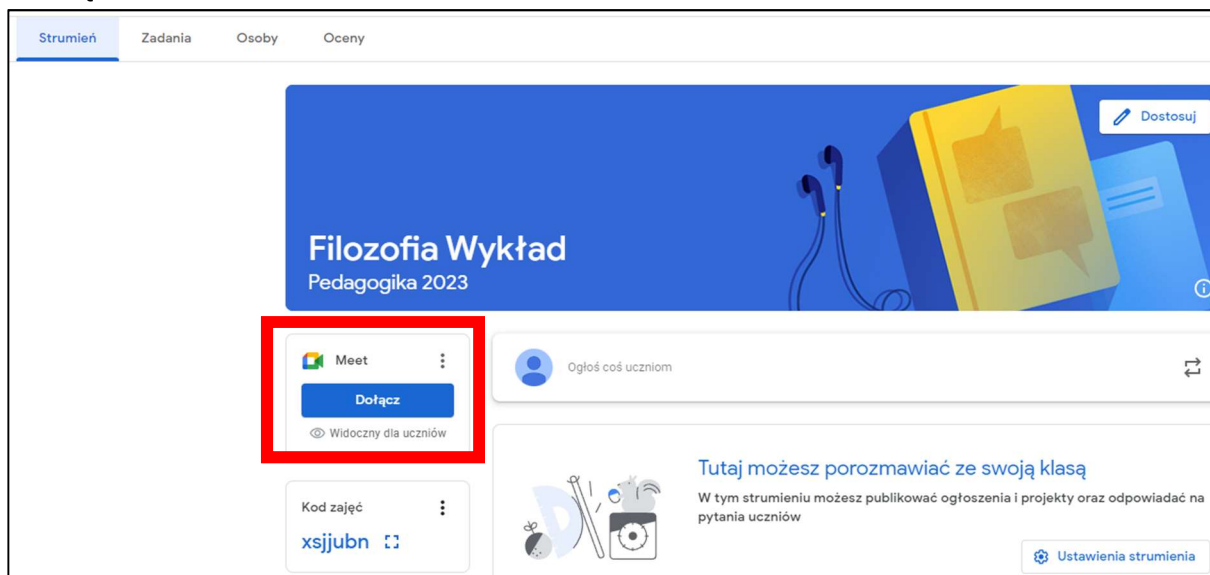 Strumień Zadania Osoby Oceny
Dostosuj
Filozofia Wykład
Pedagogika 2023
Meet
Dołącz
Widoczny dla uczniów
Ogłoś coś uczniom
Kod zajęć
xsjjubn
Tutaj możesz porozmawiać ze swoją klasą
W tym strumieniu możesz publikować ogłoszenia i projekty oraz odpowiadać na
pytania uczniów
Ustawienia strumienia